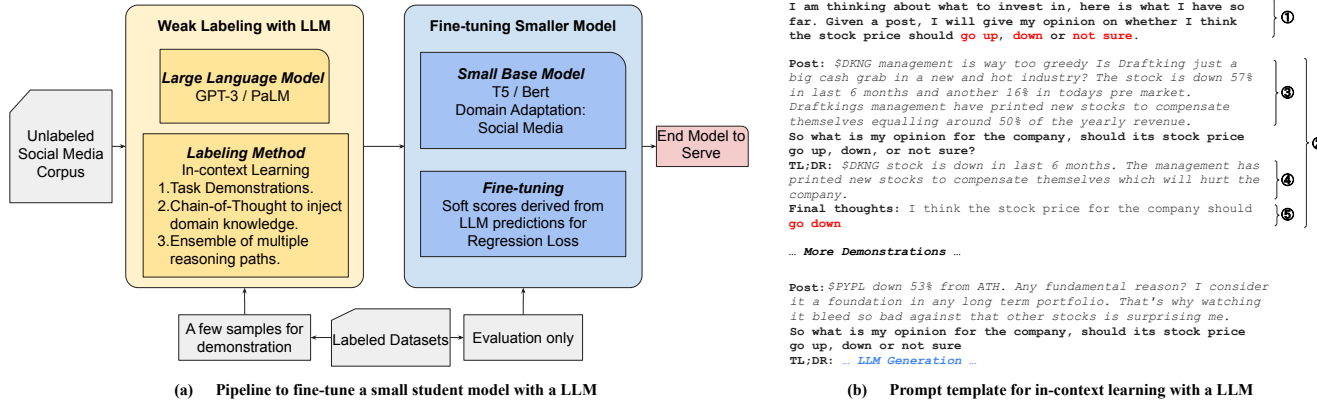 Weak Labeling with LLM
Large Language Model
GPT-3 / PaLM
Labeling Method
In-context Learning
1.Task Demonstrations.
2.Chain-of-Thought to inject
domain knowledge.
3.Ensemble of multiple
reasoning paths.
Unlabeled
Social Media
Corpus
Fine-tuning Smaller Model
Small Base Model
T5 / Bert
Domain Adaptation:
Social Media
Fine-tuning
Soft scores derived from
LLM predictions for
Regression Loss
End Model to
Serve
A few samples for
demonstration
Labeled Datasets
Evaluation only
(a) Pipeline to fine-tune a small student model with a LLM
I am thinking about what to invest in, here is what I have so
far. Given a post, I will give my opinion on whether I think
the stock price should go up, down or not sure.
①
Post: $DKNG management is way too greedy Is Draftking just a
big cash grab in a new and hot industry? The stock is down 57%
in last 6 months and another 16% in todays pre market.
Draftkings management have printed new stocks to compensate
themselves equalling around 50% of the yearly revenue.
③
So what is my opinion for the company, should its stock price
go up, down, or not sure?
TL;DR: $DKNG stock is down in last 6 months. The management has
printed new stocks to compensate themselves which will hurt the
company.
④
Final thoughts: I think the stock price for the company should
go down
⑤
… More Demonstrations …
Post: $PYPL down 53% from ATH. Any fundamental reason? I consider
it a foundation in any long term portfolio. That's why watching
it bleed so bad against that other stocks is surprising me.
So what is my opinion for the company, should its stock price
go up, down or not sure
TL;DR: … LLM Generation …
(b) Prompt template for in-context learning with a LLM